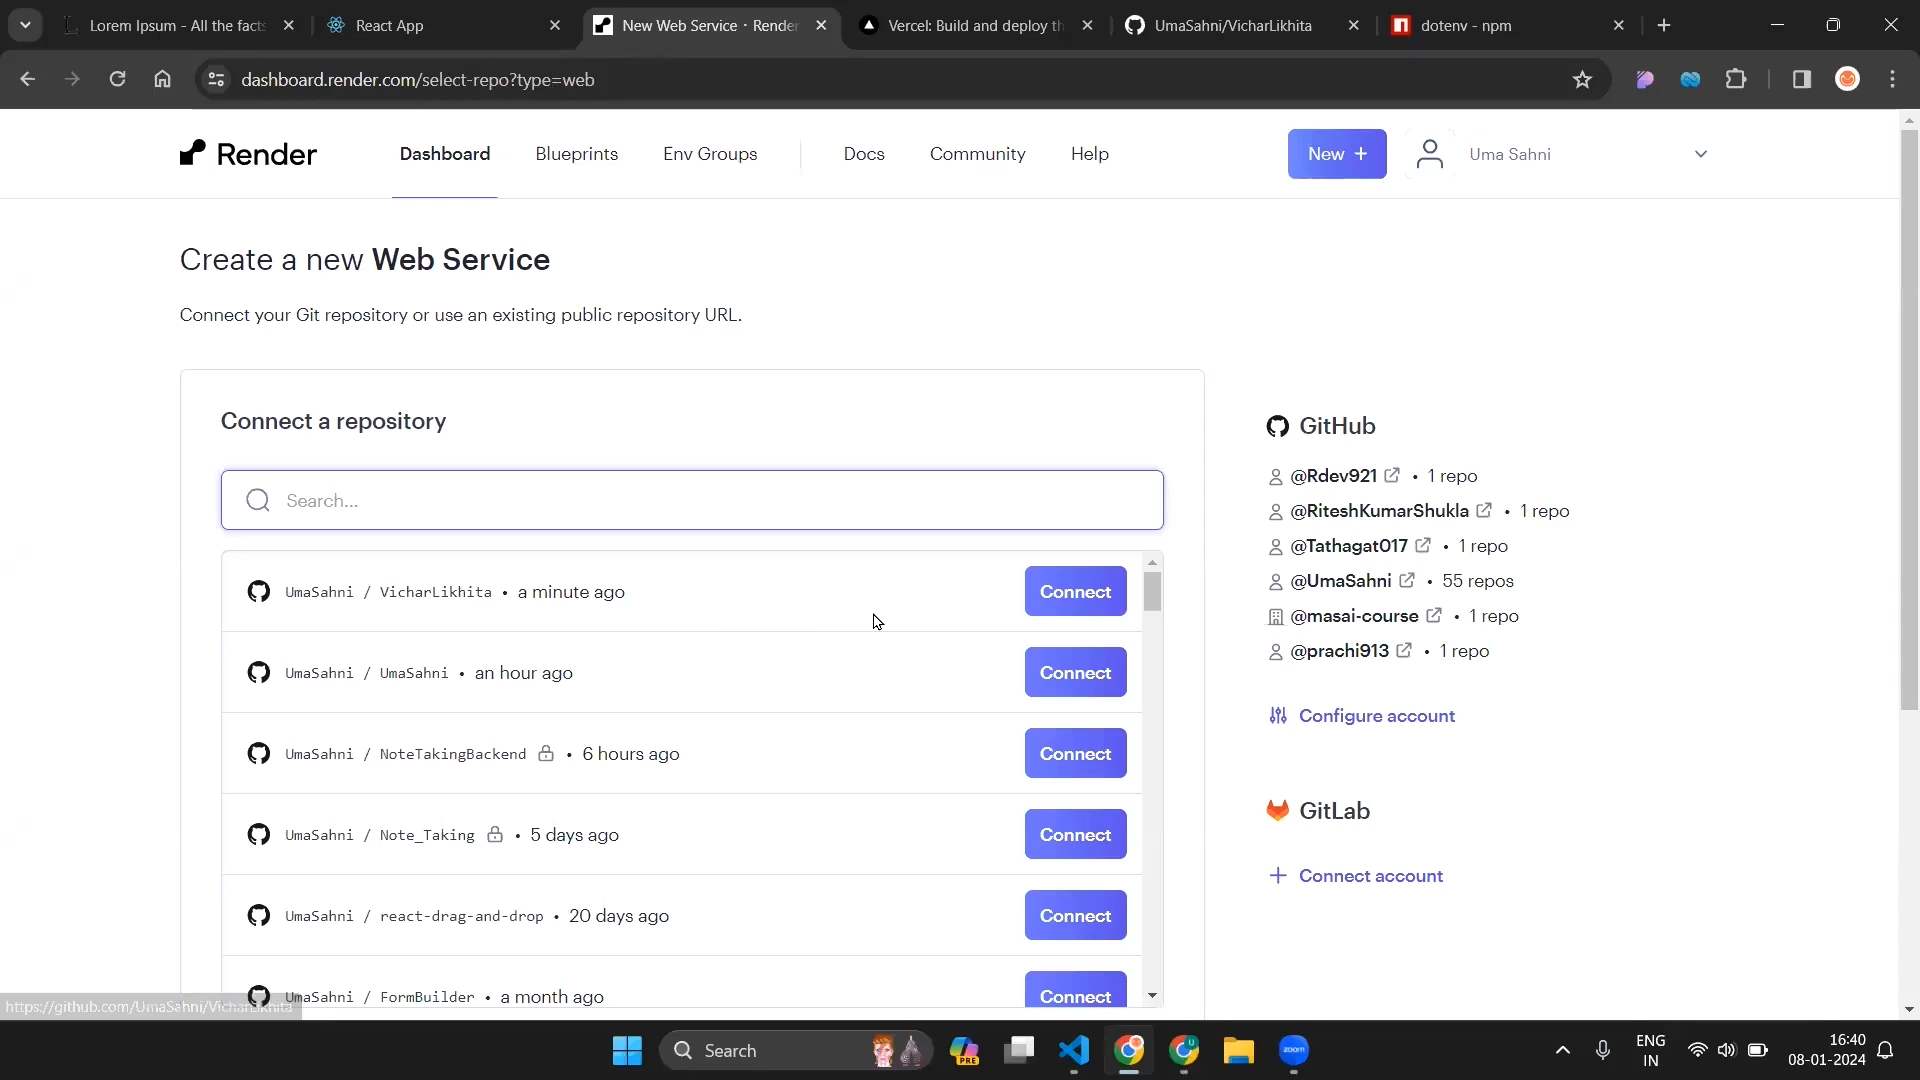 Lorem Ipsum - All the facts
React App
New Web Service · Render
Vercel: Build and deploy th
UmaSahni/VicharLikhita
dotenv - npm
dashboard.render.com/select-repo?type=web
Render
Dashboard
Blueprints
Env Groups
Docs
Community
Help
New +
Uma Sahni
Create a new Web Service
Connect your Git repository or use an existing public repository URL.
Connect a repository
Search...
UmaSahni / VicharLikhita • a minute ago
Connect
UmaSahni / UmaSahni • an hour ago
Connect
UmaSahni / NoteTakingBackend • 6 hours ago
Connect
UmaSahni / Note_Taking • 5 days ago
Connect
UmaSahni / react-drag-and-drop • 20 days ago
Connect
UmaSahni / FormBuilder • a month ago
Connect
GitHub
@Rdev921 • 1 repo
@RiteshKumarShukla • 1 repo
@Tathagat017 • 1 repo
@UmaSahni • 55 repos
@masai-course • 1 repo
@prachi913 • 1 repo
Configure account
GitLab
+ Connect account
https://github.com/UmaSahni/VicharLikhita
Search
PRE
zoom
ENG
IN
16:40
08-01-2024